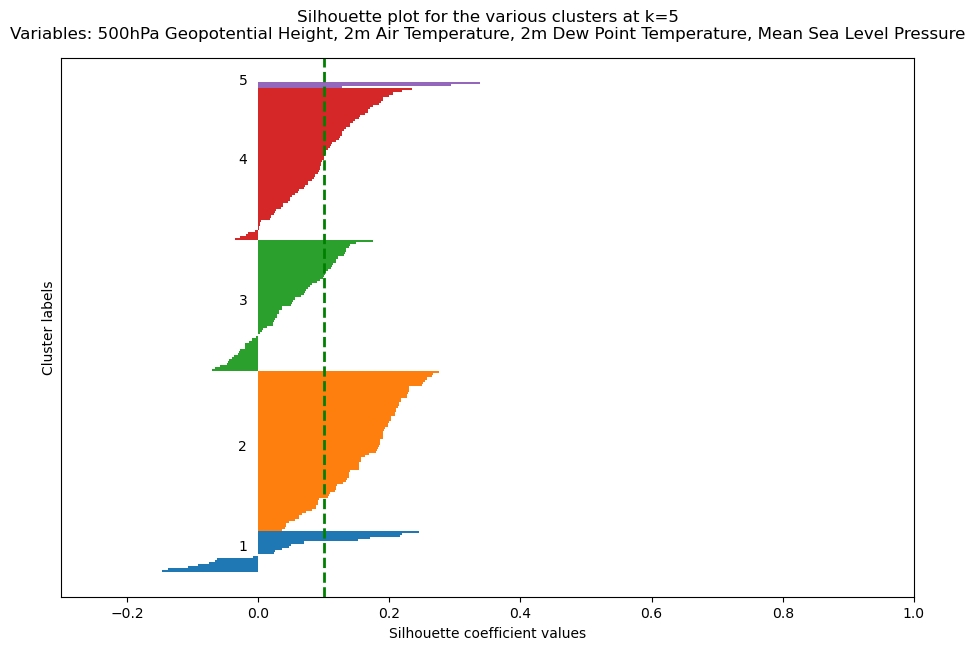 Silhouette plot for the various clusters at k=5
Variables: 500hPa Geopotential Height, 2m Air Temperature, 2m Dew Point Temperature, Mean Sea Level Pressure
5
4
3
2
1
Cluster labels
−0.2 0.0 0.2 0.4 0.6 0.8 1.0
Silhouette coefficient values